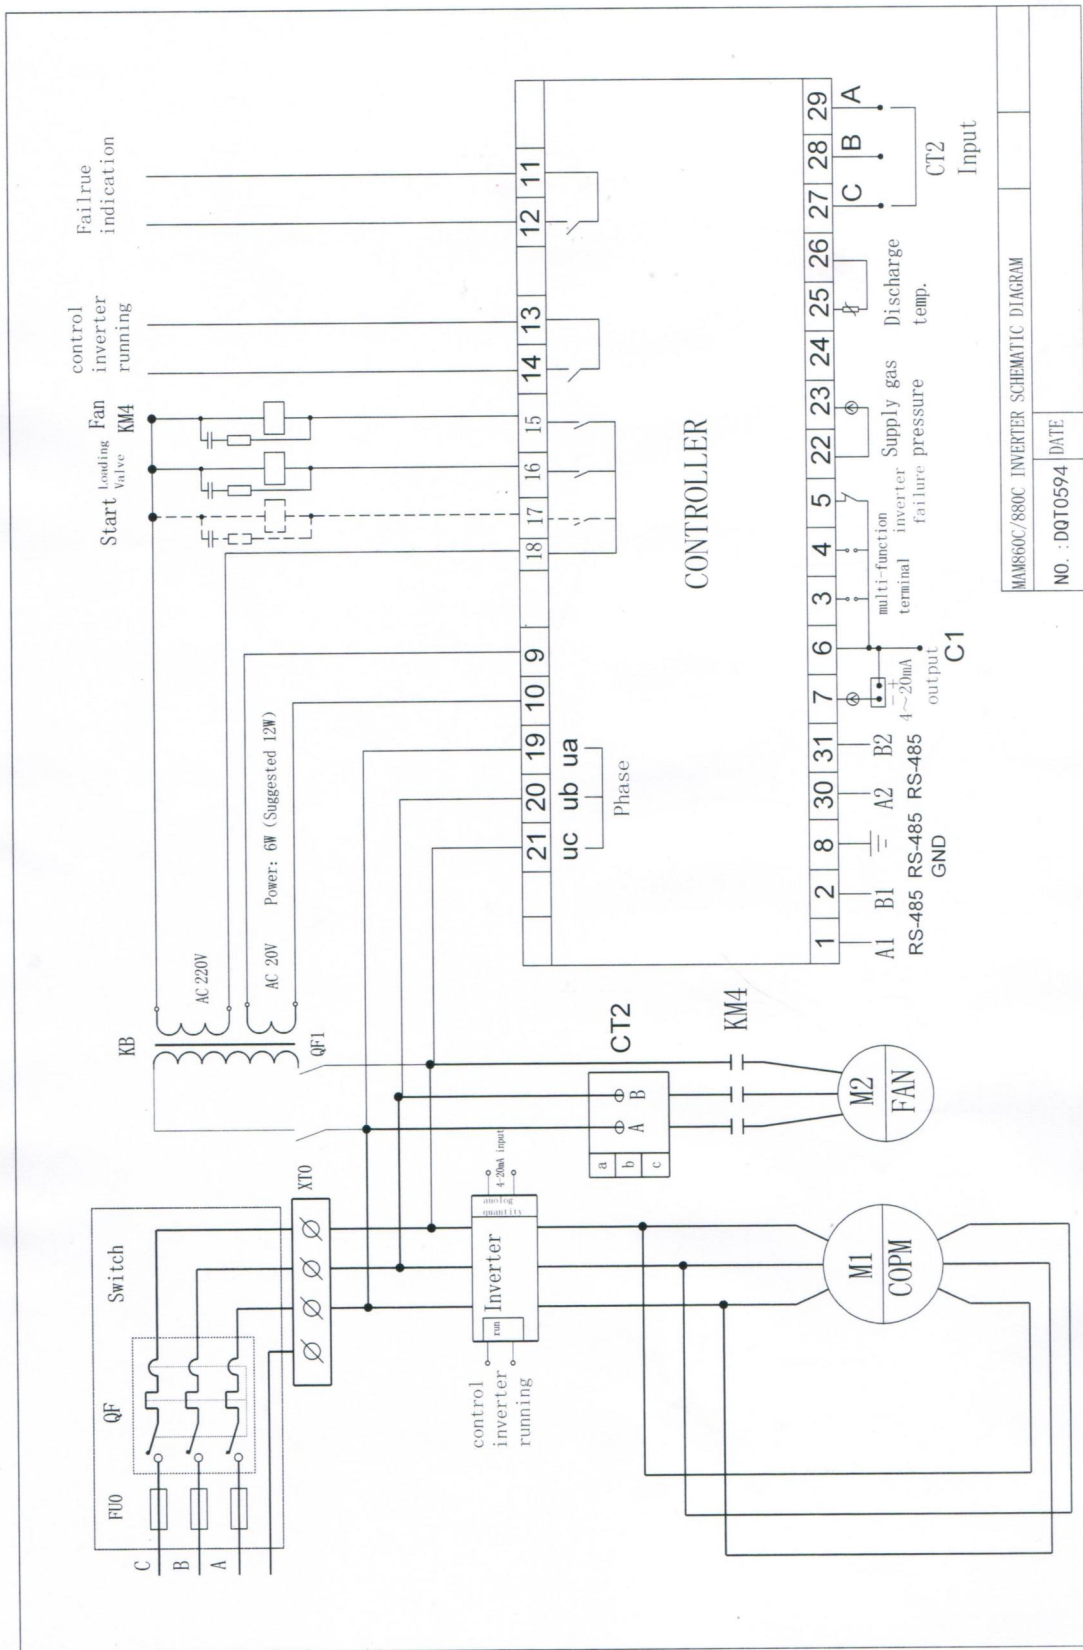 FU0
QF
Switch
C
B
A
XT0
KB
QF1
AC 220V
AC 20V
Power: 6W (Suggested 12W)
Start
Loading
Valve
Fan
KM4
control
inverter
running
Failrue
indication
21
20
19
10
9
18
17
16
15
14
13
12
11
uc
ub
ua
Phase
CONTROLLER
1
2
8
30
31
7
6
3
4
5
22
23
24
25
26
27
28
29
A1
B1
A2
B2
RS-485
RS-485
RS-485
RS-485
GND
- +
4～20mA
output
C1
multi-function
terminal
inverter
failure
Supply gas
pressure
Discharge
temp.
C
B
A
CT2
Input
control
inverter
running
run
Inverter
anolog
quantity
4-20mA input
CT2
a
b
c
A
B
KM4
M1
COPM
M2
FAN
MAM860C/880C INVERTER SCHEMATIC DIAGRAM
NO. : DQT0594
DATE